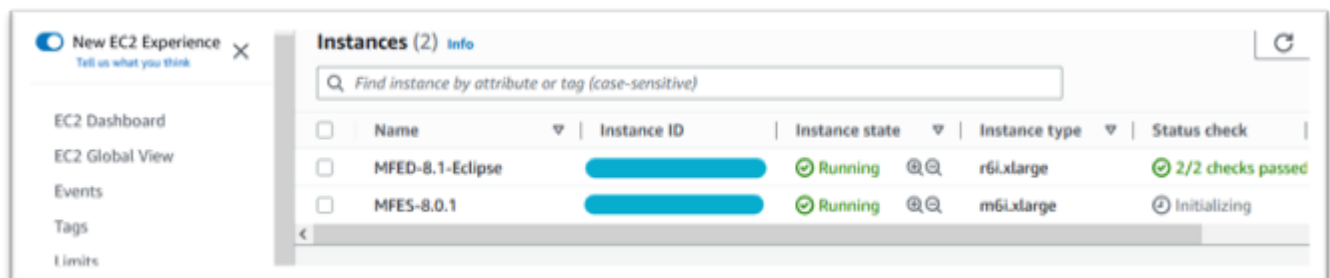 New EC2 Experience
Tell us what you think
EC2 Dashboard
EC2 Global View
Events
Tags
Limits
Instances (2) Info
Find instance by attribute or tag (case-sensitive)
Name Instance ID Instance state Instance type Status check
MFED-8.1-Eclipse Running r6i.xlarge 2/2 checks passed
MFES-8.0.1 Running m6i.xlarge Initializing